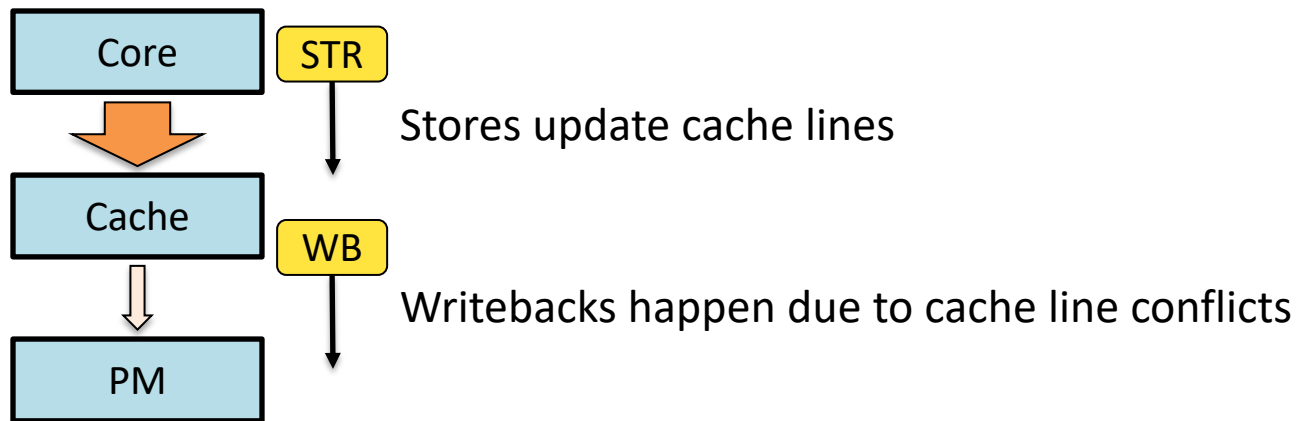 Core
STR
Stores update cache lines
Cache
WB
Writebacks happen due to cache line conflicts
PM